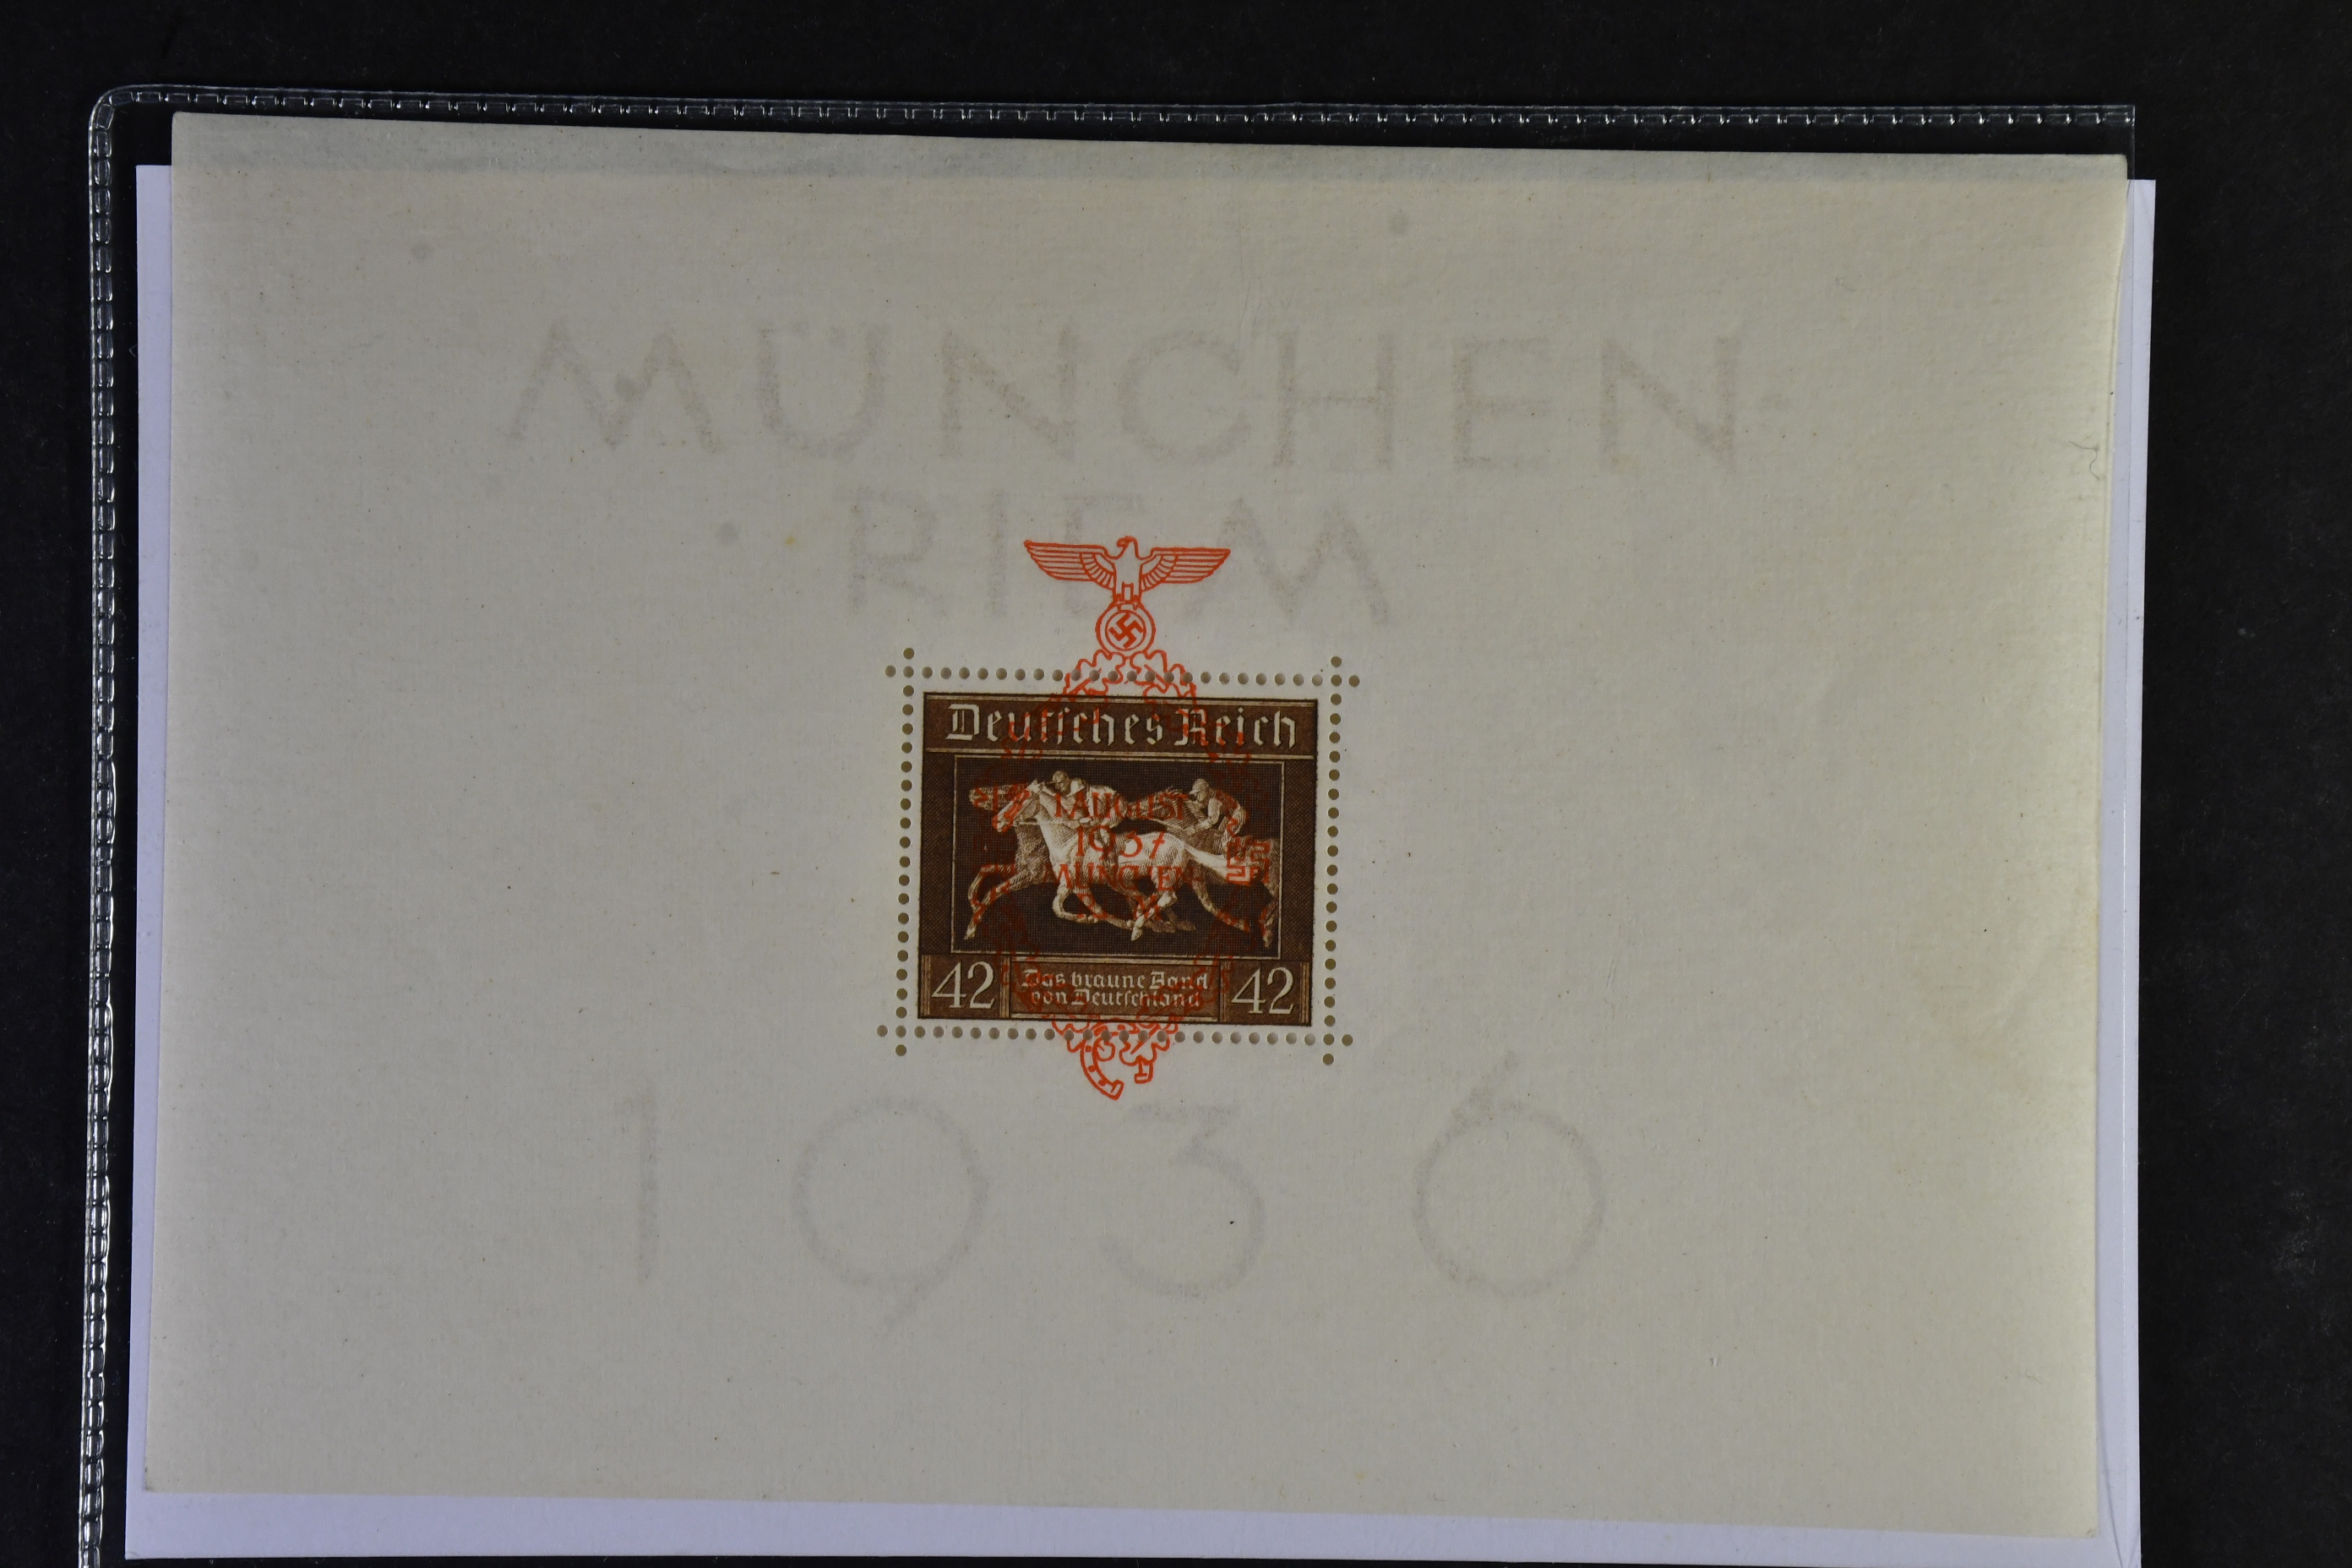 MÜNCHEN-
RIEM
Deutsches Reich
1. AUGUST
1937
MÜNCHEN-
42 Das braune Band 42
von Deutschland
1936